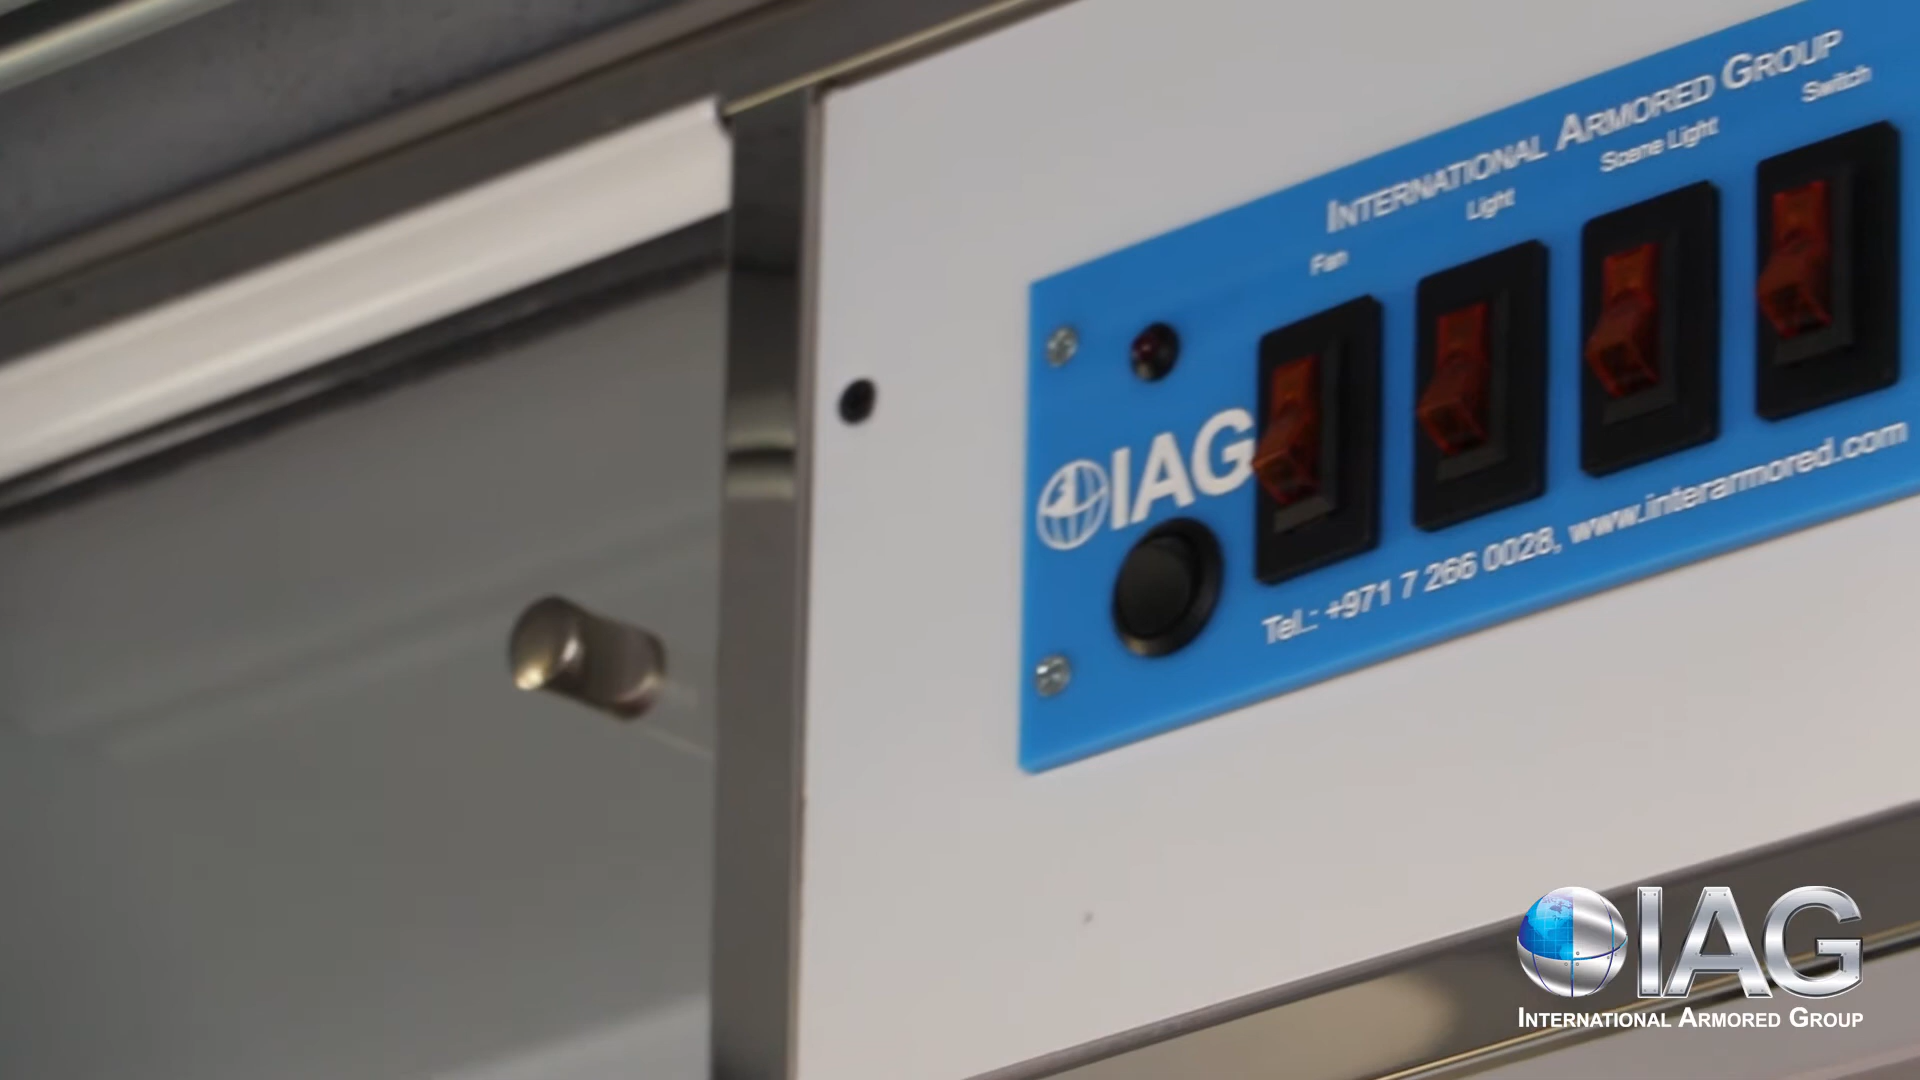 INTERNATIONAL ARMORED GROUP
Fan
Light
Scene Light
Switch
IAG
Tel.: +971 7 266 0028, www.interarmored.com
IAG
INTERNATIONAL ARMORED GROUP